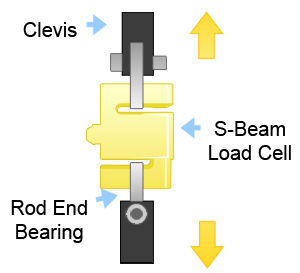 Clevis
S-Beam
Load Cell
Rod End
Bearing